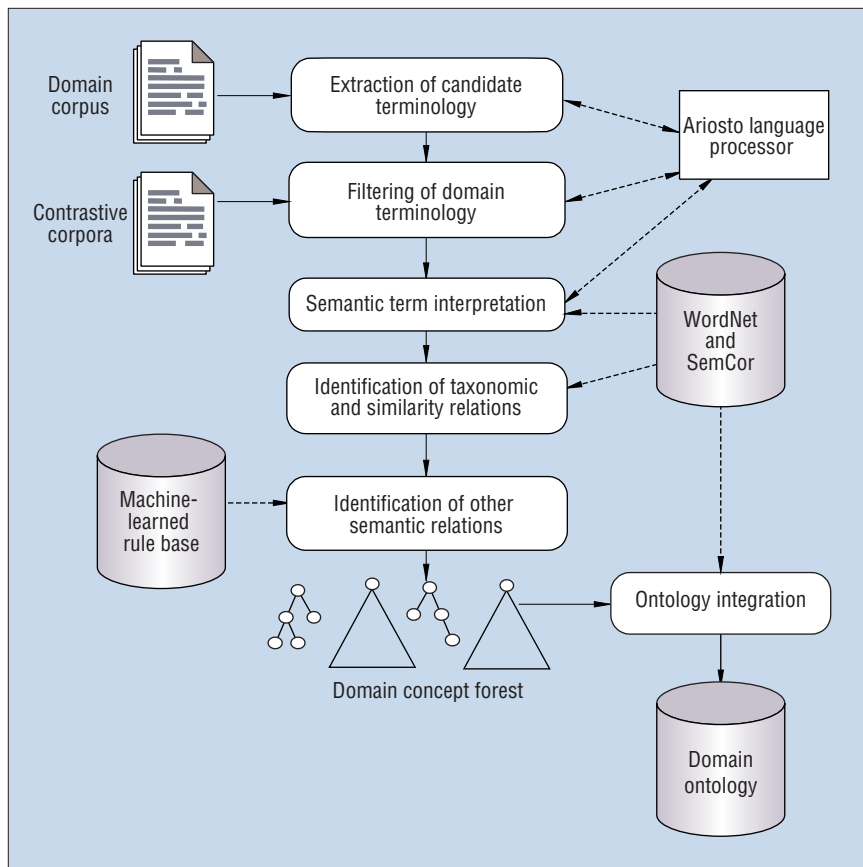 Domain
corpus
Extraction of candidate
terminology
Ariosto language
processor
Contrastive
corpora
Filtering of domain
terminology
Semantic term interpretation
WordNet
and
SemCor
Identification of taxonomic
and similarity relations
Machine-
learned
rule base
Identification of other
semantic relations
Ontology integration
Domain concept forest
Domain
ontology